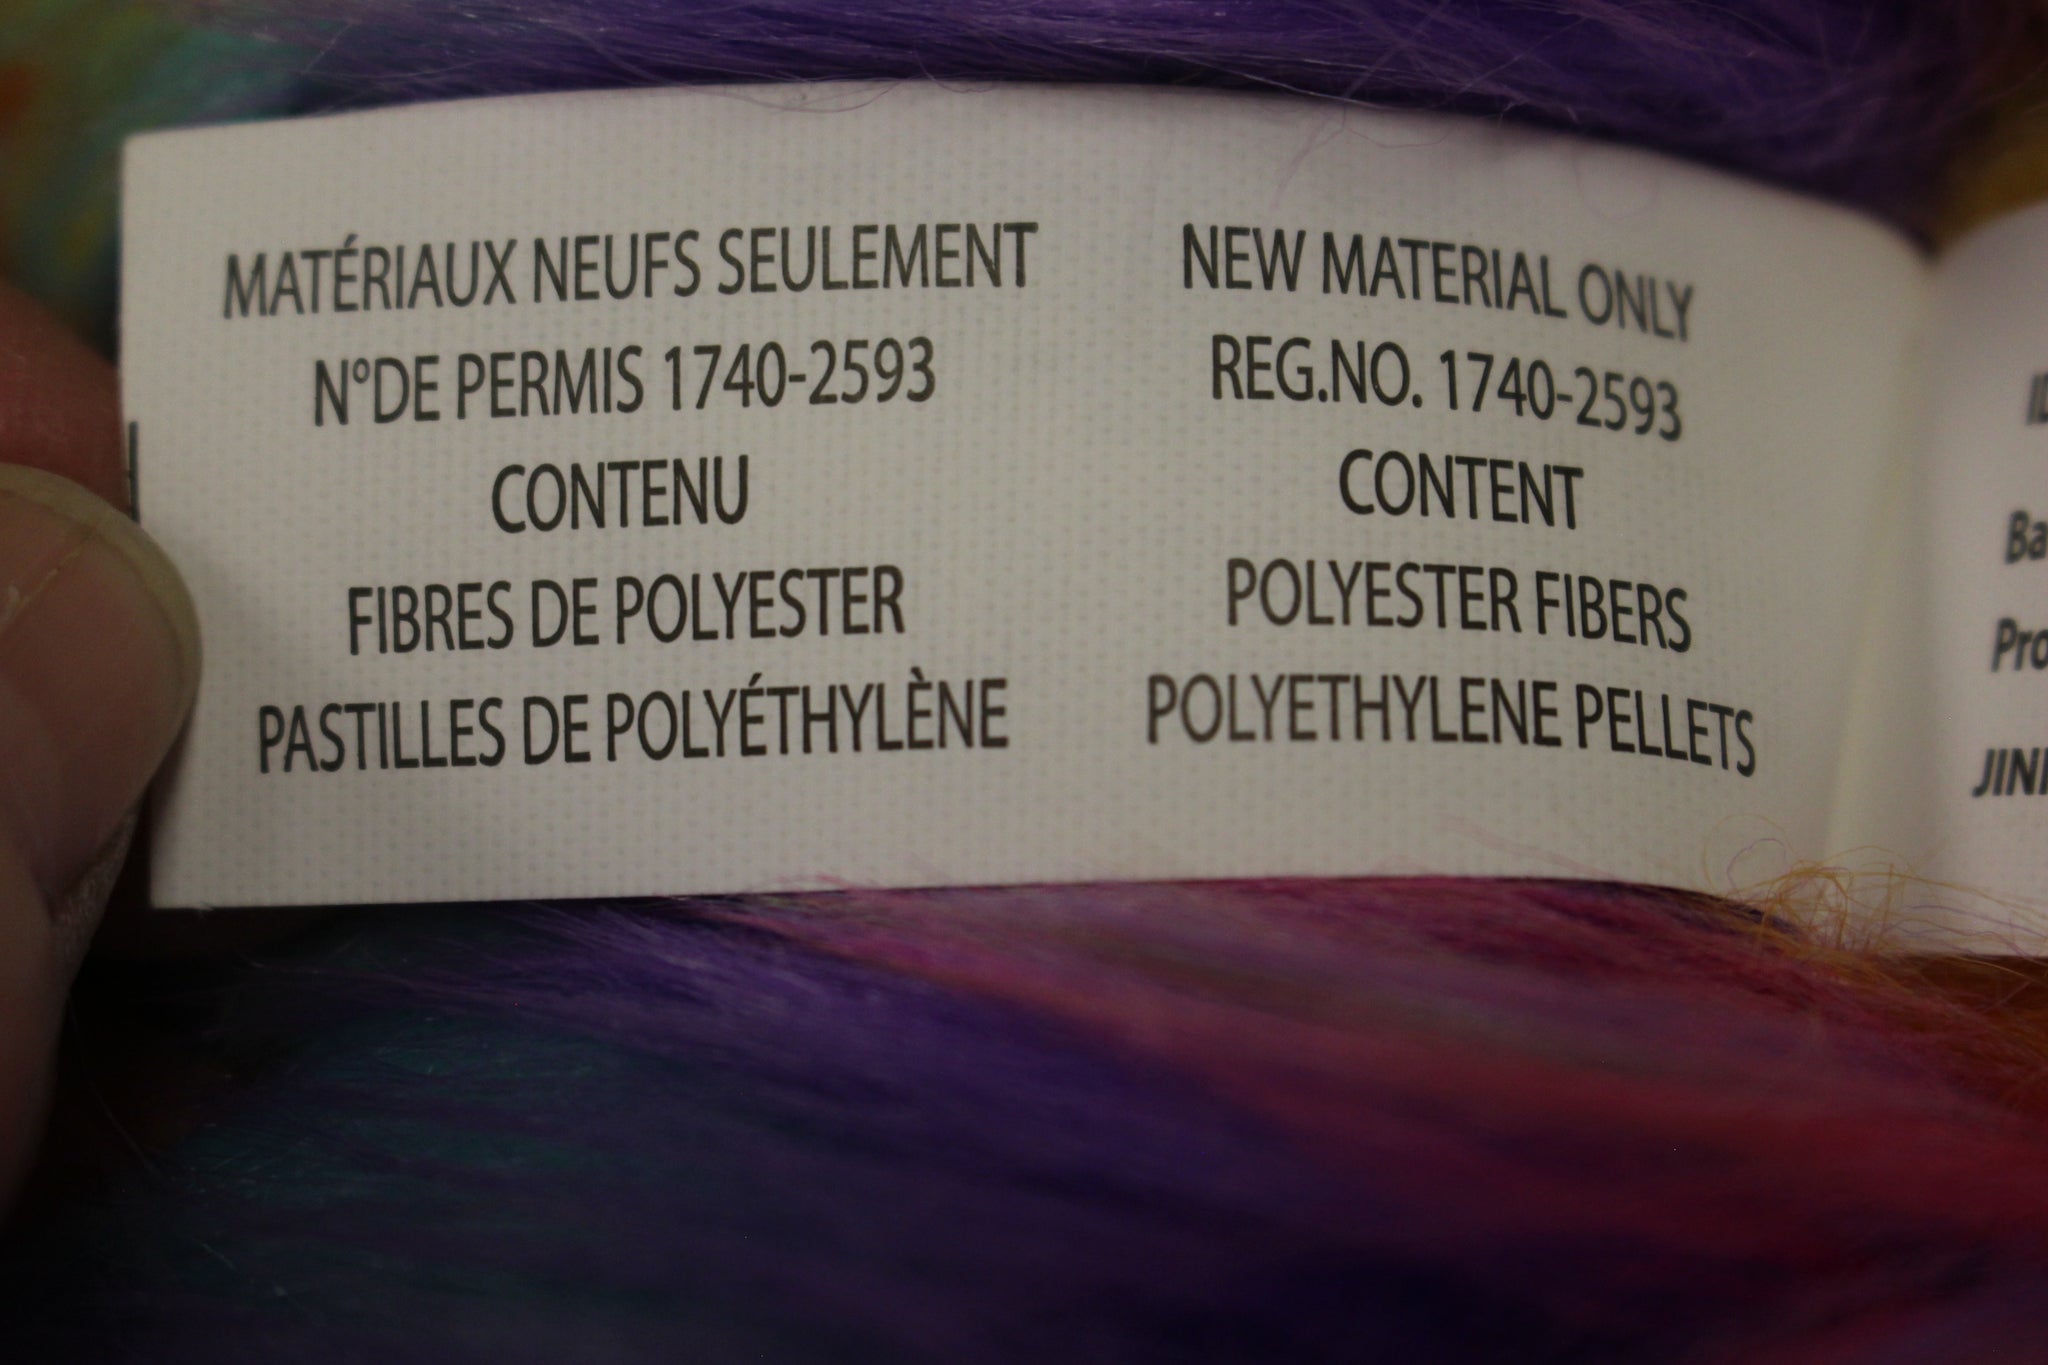 MATÉRIAUX NEUFS SEULEMENT
N°DE PERMIS 1740-2593
CONTENU
FIBRES DE POLYESTER
PASTILLES DE POLYÉTHYLÈNE
NEW MATERIAL ONLY
REG.NO. 1740-2593
CONTENT
POLYESTER FIBERS
POLYETHYLENE PELLETS